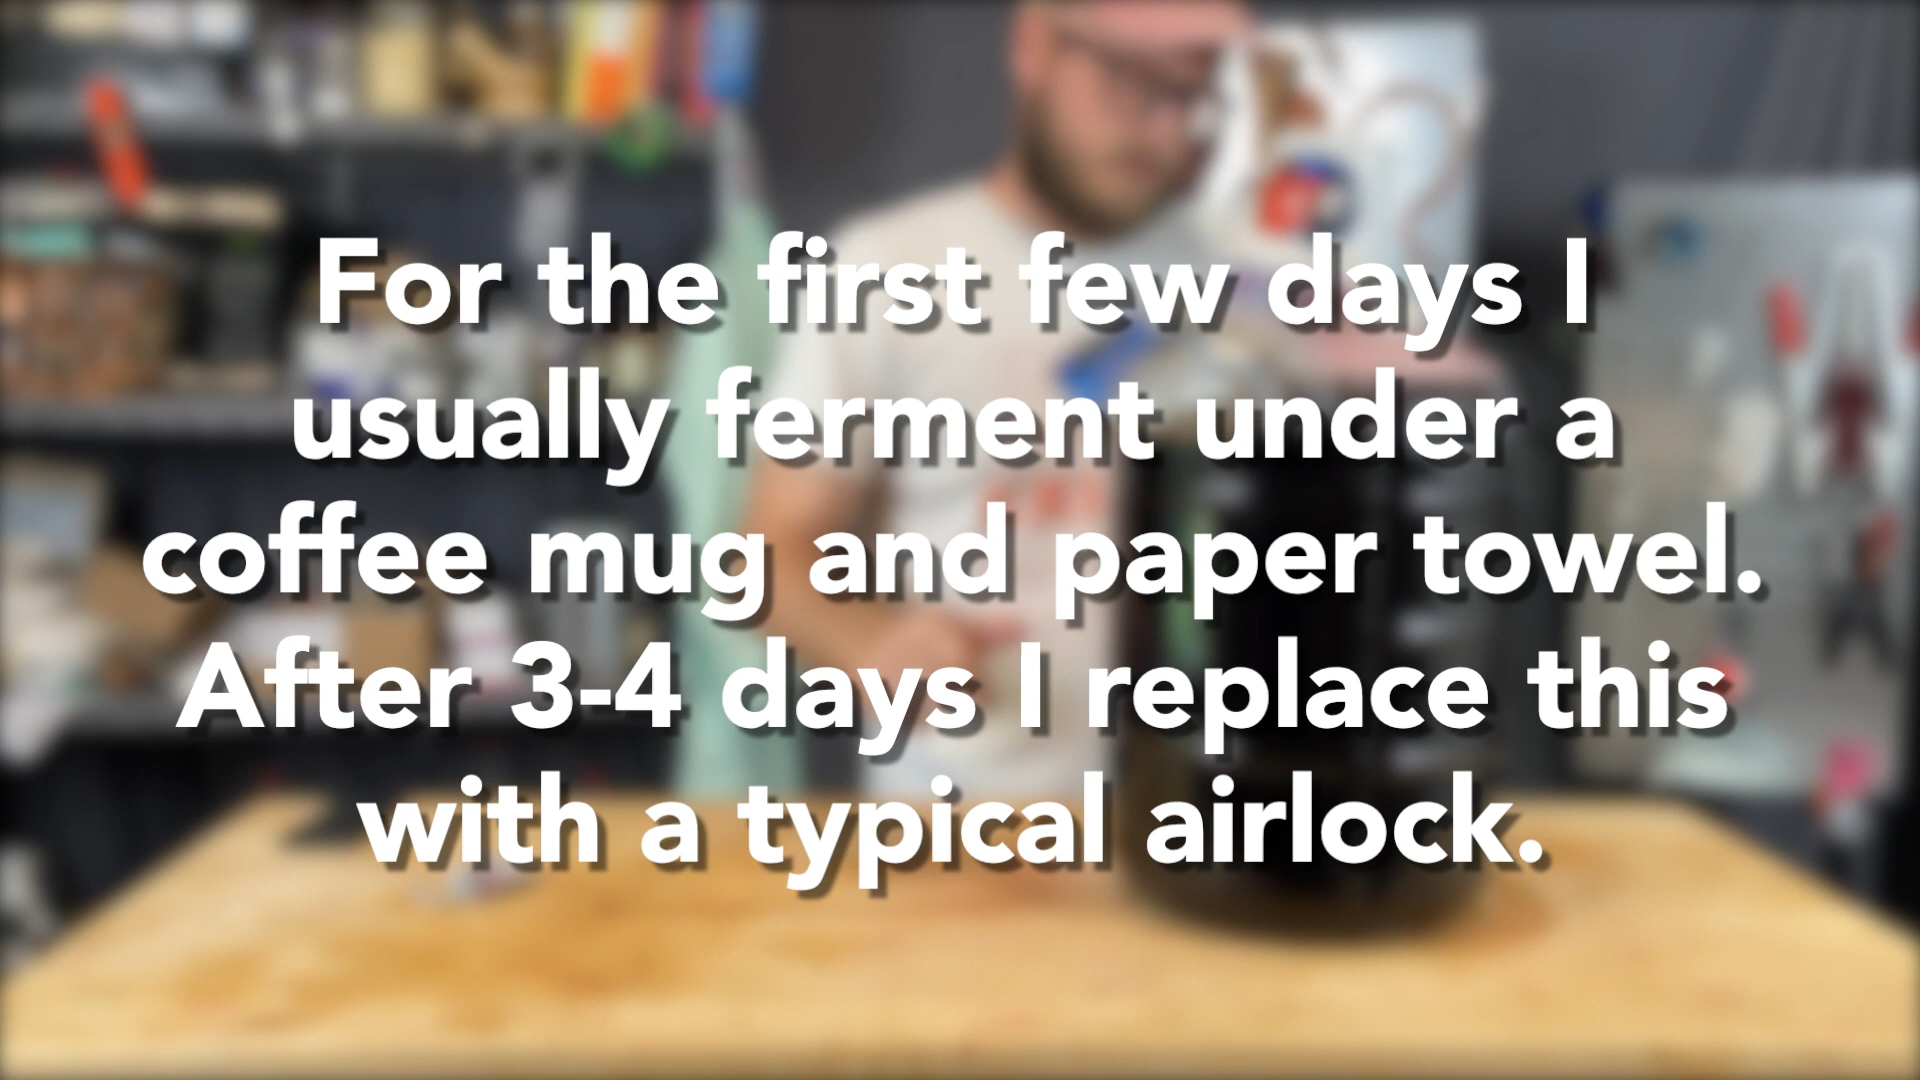 For the first few days I
usually ferment under a
coffee mug and paper towel.
After 3-4 days I replace this
with a typical airlock.